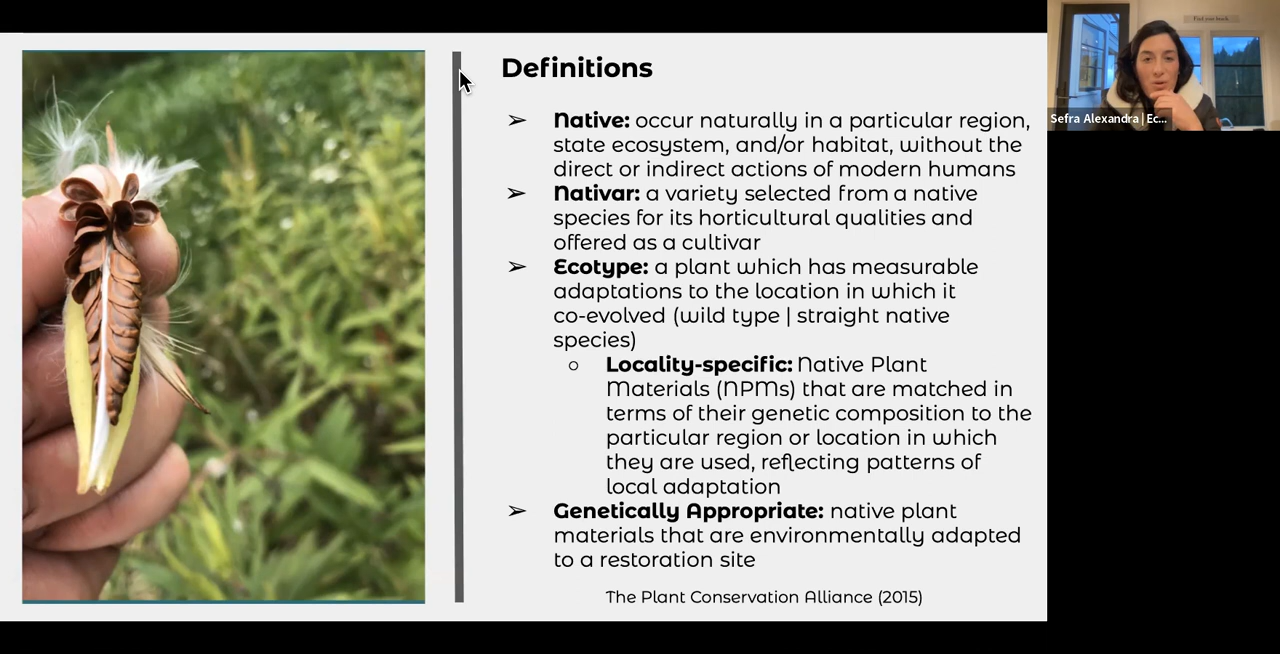 Definitions
➢ Native: occur naturally in a particular region,
state ecosystem, and/or habitat, without the
direct or indirect actions of modern humans
➢ Nativar: a variety selected from a native
species for its horticultural qualities and
offered as a cultivar
➢ Ecotype: a plant which has measurable
adaptations to the location in which it
co-evolved (wild type | straight native
species)
○ Locality-specific: Native Plant
Materials (NPMs) that are matched in
terms of their genetic composition to the
particular region or location in which
they are used, reflecting patterns of
local adaptation
➢ Genetically Appropriate: native plant
materials that are environmentally adapted
to a restoration site
The Plant Conservation Alliance (2015)
Sefra Alexandra | Ec...